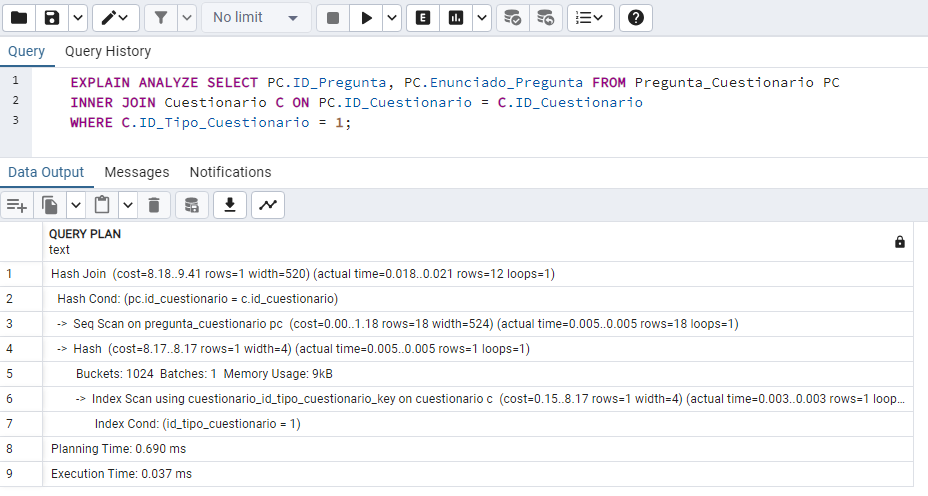 No limit
E
Query Query History
1 EXPLAIN ANALYZE SELECT PC.ID_Pregunta, PC.Enunciado_Pregunta FROM Pregunta_Cuestionario PC
2 INNER JOIN Cuestionario C ON PC.ID_Cuestionario = C.ID_Cuestionario
3 WHERE C.ID_Tipo_Cuestionario = 1;
Data Output Messages Notifications
QUERY PLAN
text
1 Hash Join (cost=8.18..9.41 rows=1 width=520) (actual time=0.018..0.021 rows=12 loops=1)
2 Hash Cond: (pc.id_cuestionario = c.id_cuestionario)
3 -> Seq Scan on pregunta_cuestionario pc (cost=0.00..1.18 rows=18 width=524) (actual time=0.005..0.005 rows=18 loops=1)
4 -> Hash (cost=8.17..8.17 rows=1 width=4) (actual time=0.005..0.005 rows=1 loops=1)
5 Buckets: 1024 Batches: 1 Memory Usage: 9kB
6 -> Index Scan using cuestionario_id_tipo_cuestionario_key on cuestionario c (cost=0.15..8.17 rows=1 width=4) (actual time=0.003..0.003 rows=1 loop...
7 Index Cond: (id_tipo_cuestionario = 1)
8 Planning Time: 0.690 ms
9 Execution Time: 0.037 ms